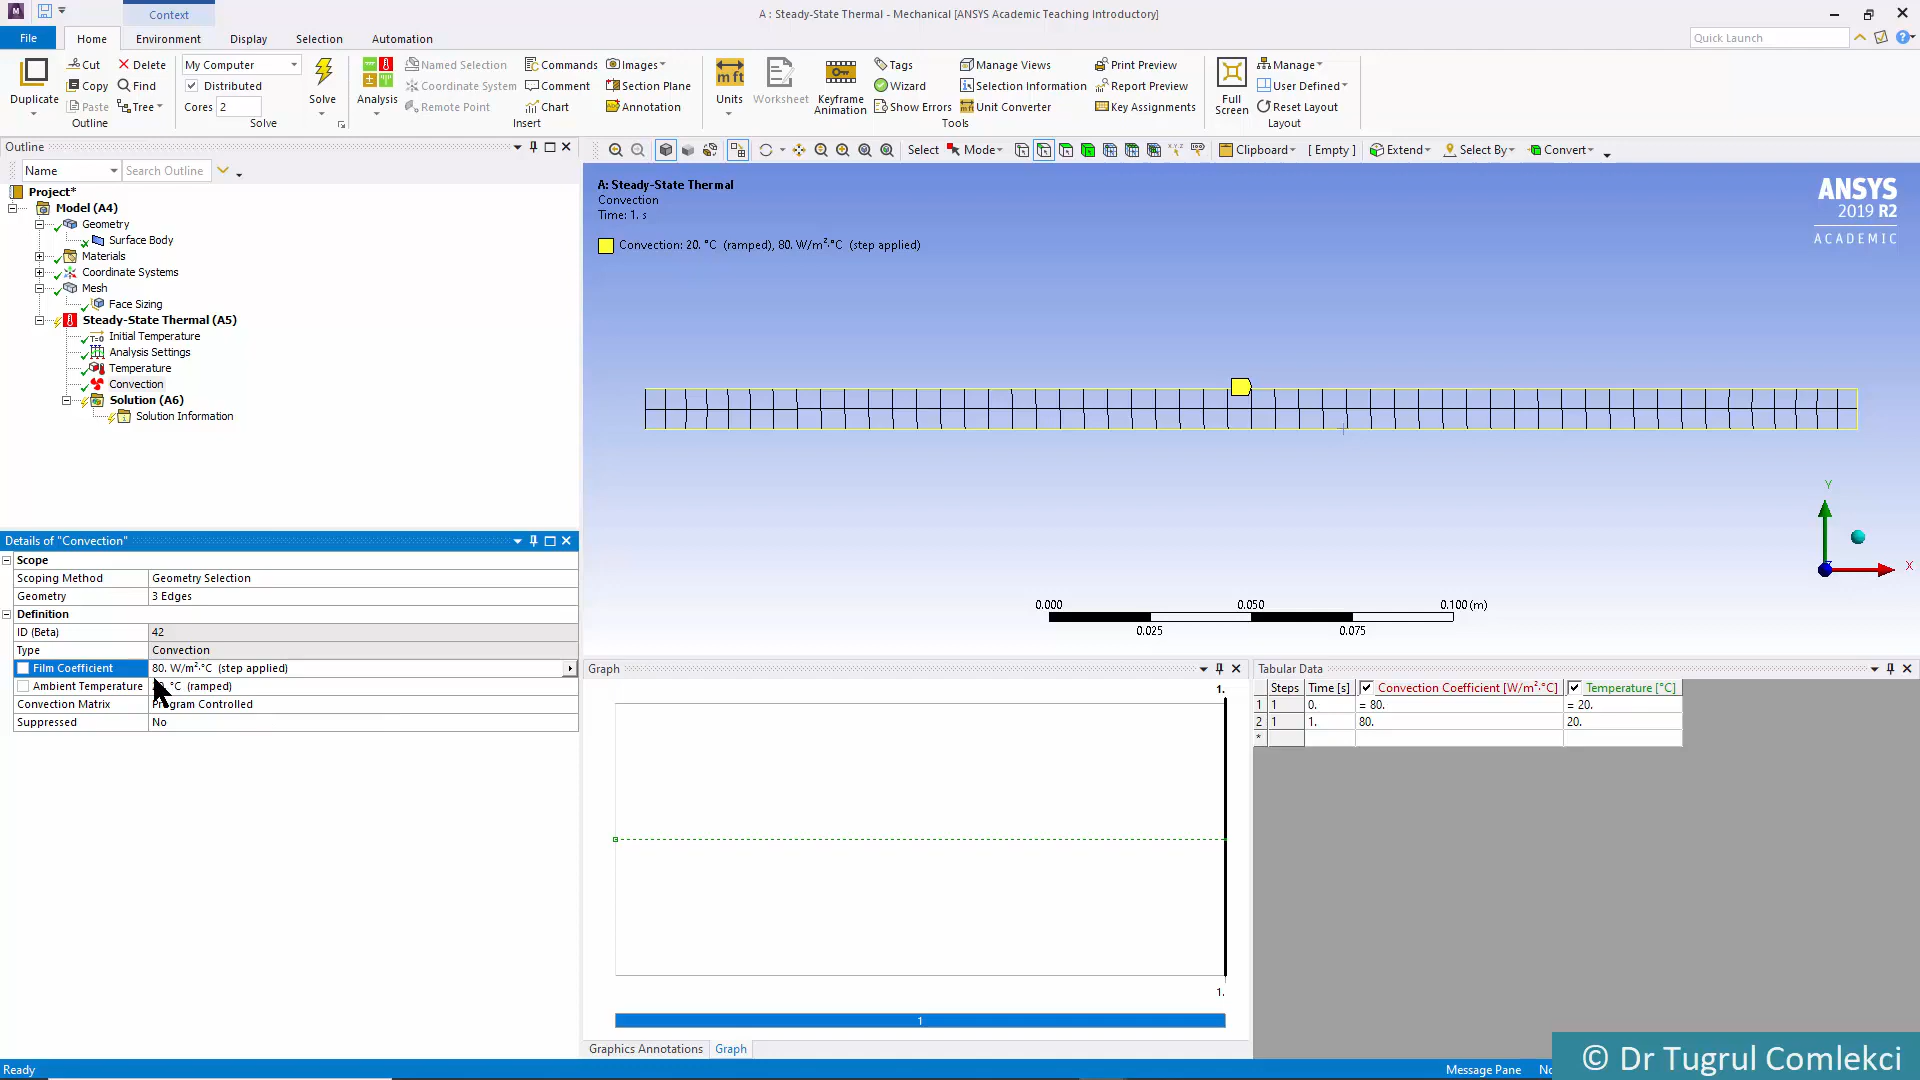 Context
A : Steady-State Thermal - Mechanical [ANSYS Academic Teaching Introductory]
File
Home
Environment
Display
Selection
Automation
Quick Launch
Duplicate
Cut
Copy
Paste
Delete
Find
Tree
Outline
My Computer
Distributed
Cores 2
Solve
Solve
Analysis
Named Selection
Coordinate System
Remote Point
Commands
Comment
Chart
Images
Section Plane
Annotation
Insert
Units
Worksheet
Keyframe
Animation
Tags
Wizard
Show Errors
Manage Views
Selection Information
Unit Converter
Print Preview
Report Preview
Key Assignments
Tools
Full
Screen
Manage
User Defined
Reset Layout
Layout
Outline
Name
Search Outline
Project*
Model (A4)
Geometry
Surface Body
Materials
Coordinate Systems
Mesh
Face Sizing
Steady-State Thermal (A5)
Initial Temperature
Analysis Settings
Temperature
Convection
Solution (A6)
Solution Information
Select
Mode
Clipboard
[ Empty ]
Extend
Select By
Convert
A: Steady-State Thermal
Convection
Time: 1. s
Convection: 20. °C (ramped), 80. W/m²·°C (step applied)
ANSYS
2019 R2
ACADEMIC
Y
X
0.000
0.050
0.100 (m)
0.025
0.075
Details of "Convection"
Scope
Scoping Method
Geometry Selection
Geometry
3 Edges
Definition
ID (Beta)
42
Type
Convection
Film Coefficient
80. W/m²·°C (step applied)
Ambient Temperature
°C (ramped)
Convection Matrix
Program Controlled
Suppressed
No
Graph
1.
1.
1
Graphics Annotations
Graph
Tabular Data
Steps
Time [s]
Convection Coefficient [W/m²·°C]
Temperature [°C]
1
1
0.
= 80.
= 20.
2
1
1.
80.
20.
*
Ready
Message Pane
© Dr Tugrul Comlekci